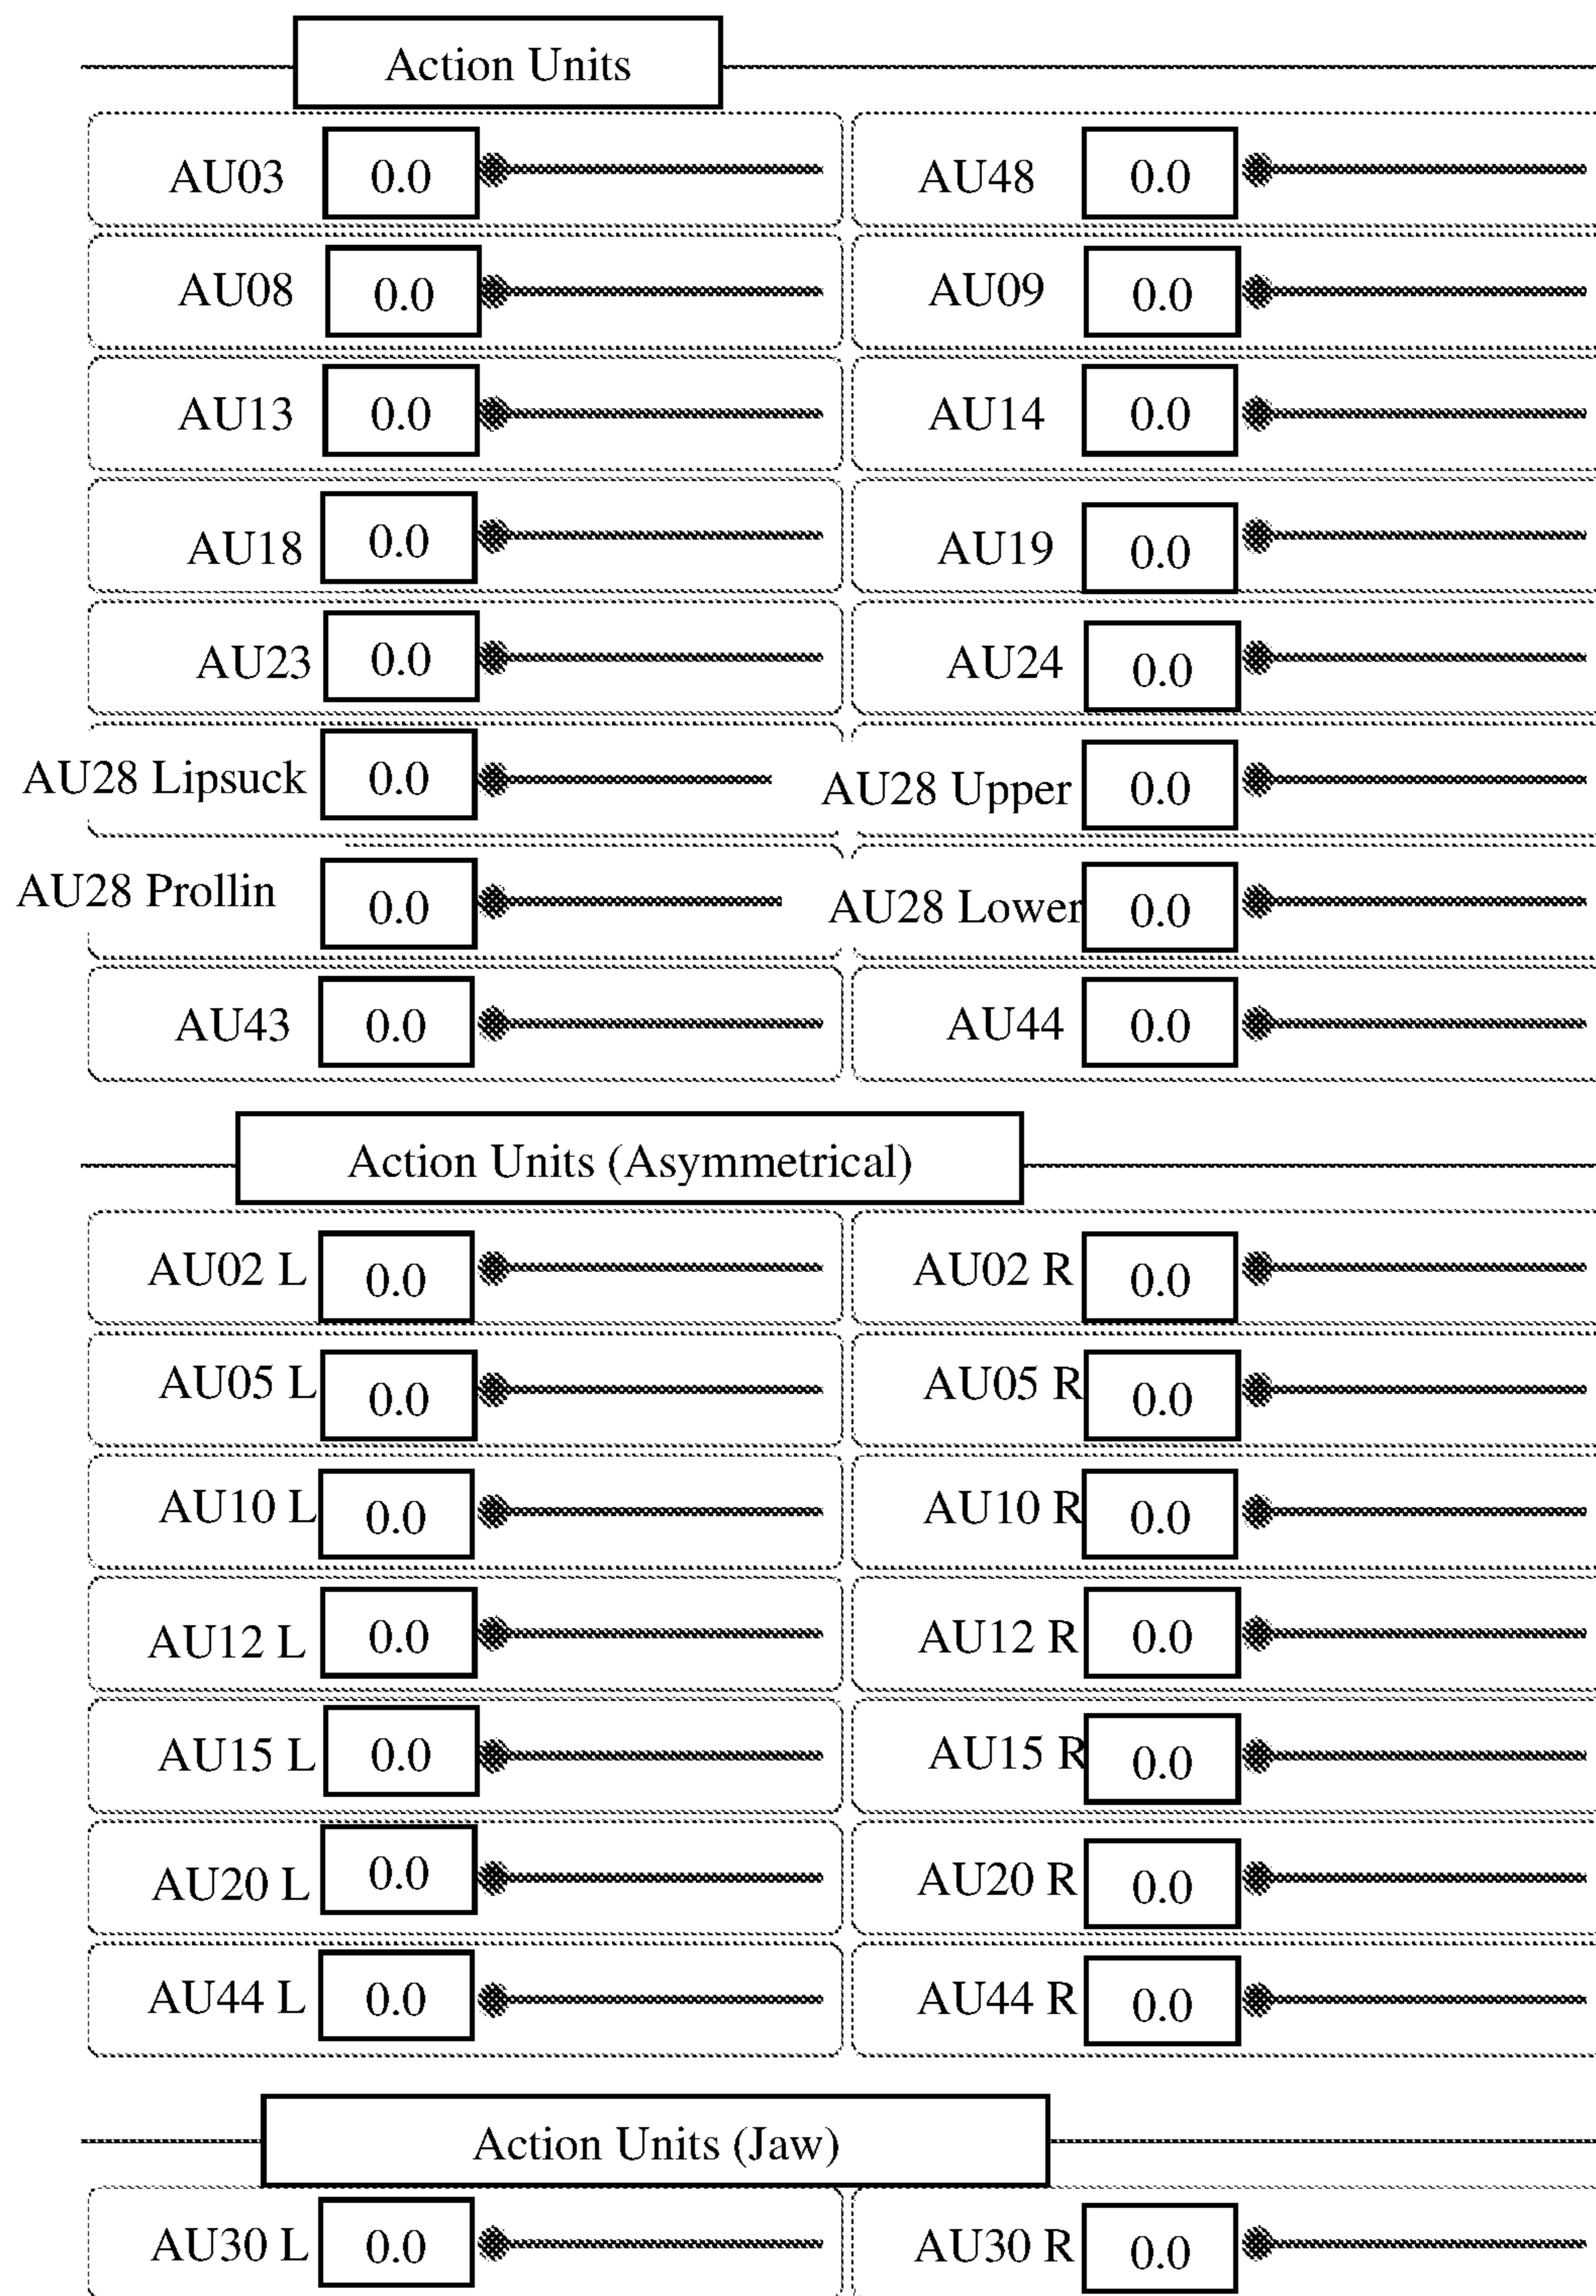 Action Units
AU03 0.0 AU48 0.0
AU08 0.0 AU09 0.0
AU13 0.0 AU14 0.0
AU18 0.0 AU19 0.0
AU23 0.0 AU24 0.0
AU28 Lipsuck 0.0 AU28 Upper 0.0
AU28 Prollin 0.0 AU28 Lower 0.0
AU43 0.0 AU44 0.0
Action Units (Asymmetrical)
AU02 L 0.0 AU02 R 0.0
AU05 L 0.0 AU05 R 0.0
AU10 L 0.0 AU10 R 0.0
AU12 L 0.0 AU12 R 0.0
AU15 L 0.0 AU15 R 0.0
AU20 L 0.0 AU20 R 0.0
AU44 L 0.0 AU44 R 0.0
Action Units (Jaw)
AU30 L 0.0 AU30 R 0.0